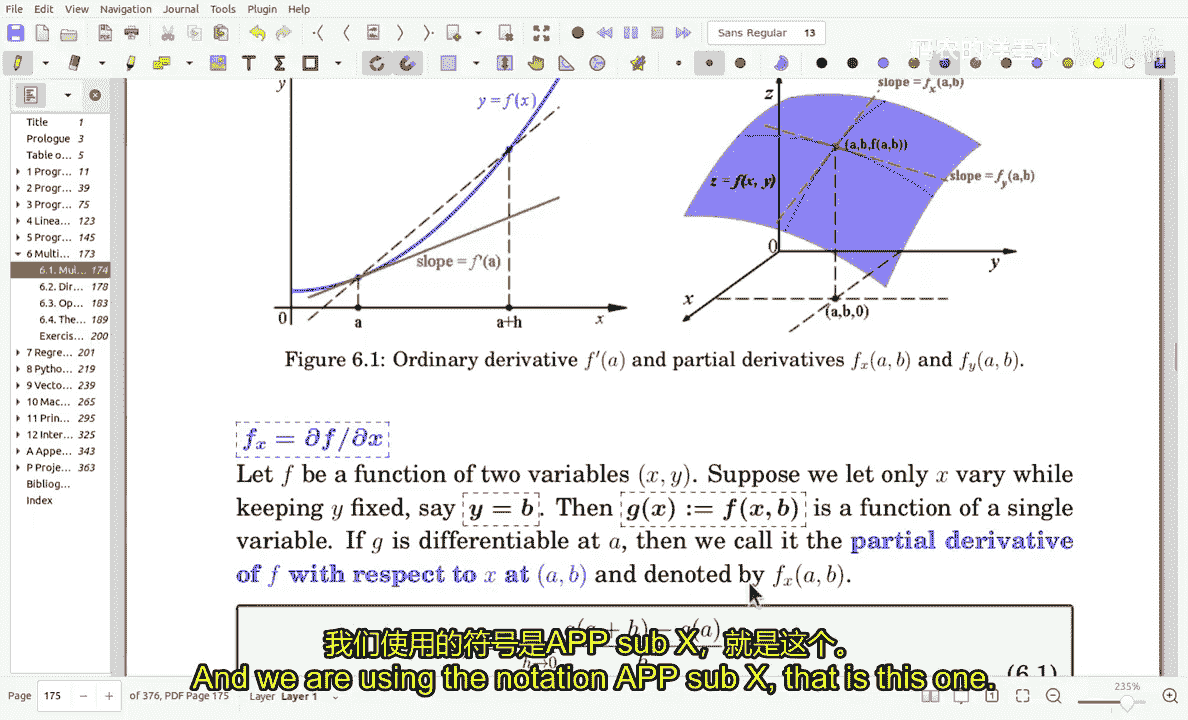 File Edit View Navigation Journal Tools Plugin Help
Sans Regular 13
Title 1
Prologue 3
Table o... 5
1 Progr... 11
2 Progr... 39
3 Progr... 75
4 Linea... 123
5 Progr... 145
6 Multi... 173
6.1. Mul... 174
6.2. Dir... 178
6.3. Op... 183
6.4. The... 189
Exercis... 200
7 Regre... 201
8 Pytho... 219
9 Vecto... 239
10 Mac... 265
11 Prin... 295
12 Inter... 325
A Appe... 343
P Proje... 363
Bibliog...
Index
y
y = f(x)
slope = f'(a)
0 a a+h x
z
slope = f_x(a,b)
(a,b,f(a,b))
z = f(x, y)
slope = f_y(a,b)
0
y
x
(a,b,0)
Figure 6.1: Ordinary derivative f′(a) and partial derivatives f_x(a, b) and f_y(a, b).
f_x = ∂f/∂x
Let f be a function of two variables (x, y). Suppose we let only x vary while
keeping y fixed, say y = b. Then g(x) := f(x, b) is a function of a single
variable. If g is differentiable at a, then we call it the partial derivative
of f with respect to x at (a, b) and denoted by f_x(a, b).
(6.1)
我们使用的符号是APP sub X，就是这个。
And we are using the notation APP sub X, that is this one.
Page 175 of 376, PDF Page 175 Layer Layer 1
1
235%